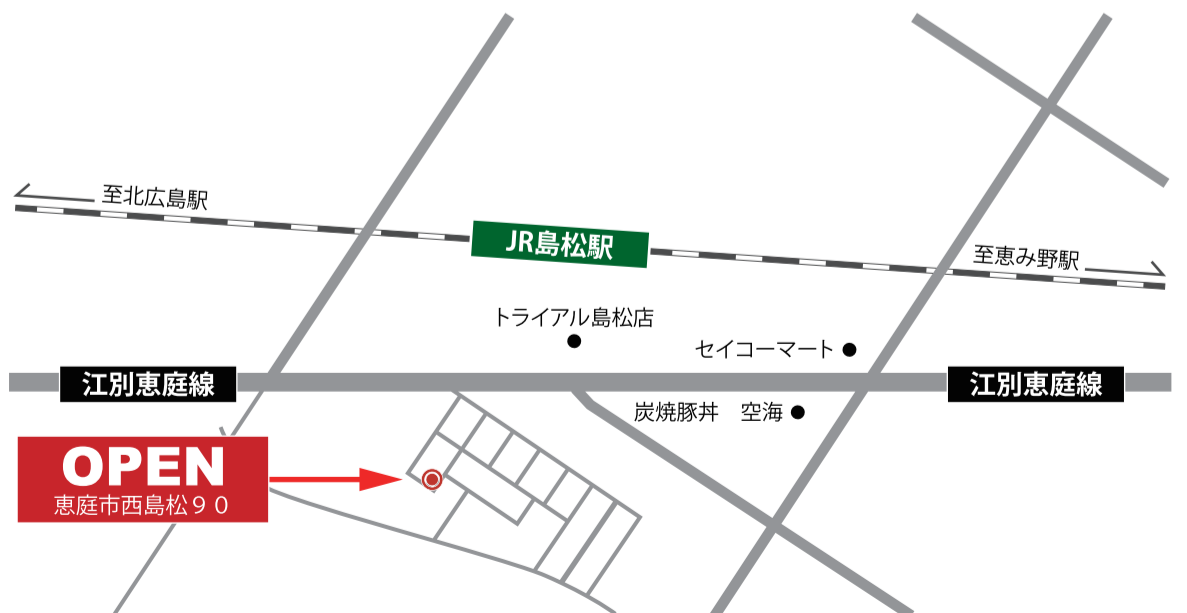 至北広島駅
JR島松駅
至恵み野駅
トライアル島松店
セイコーマート
江別恵庭線
江別恵庭線
炭焼豚丼　空海
OPEN
恵庭市西島松９０